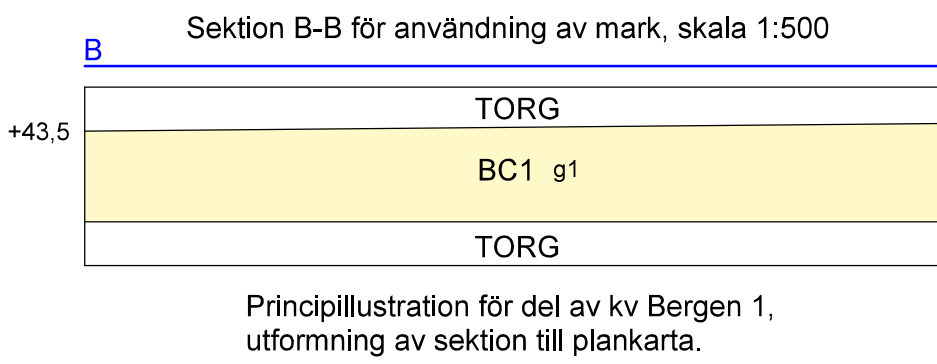 Sektion B-B för användning av mark, skala 1:500
B
TORG
+43,5
BC1 g1
TORG
Principillustration för del av kv Bergen 1,
utformning av sektion till plankarta.